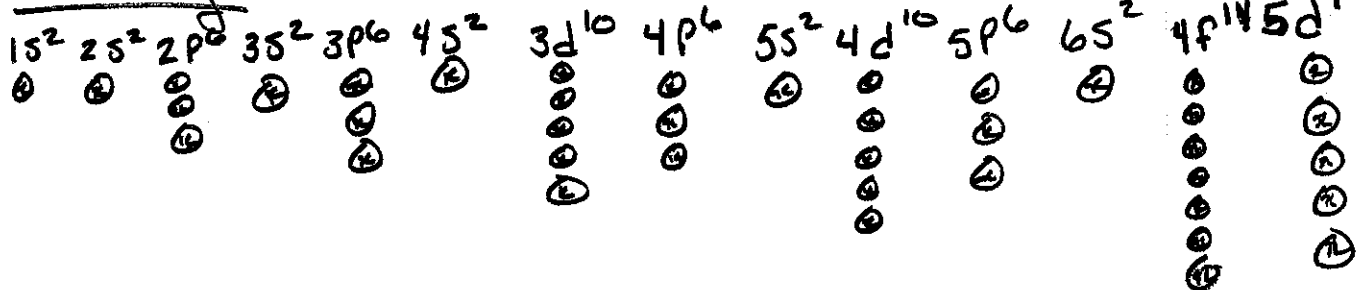 1s² 2s² 2p⁶ 3s² 3p⁶ 4s² 3d¹⁰ 4p⁶ 5s² 4d¹⁰ 5p⁶ 6s² 4f¹⁴ 5d¹